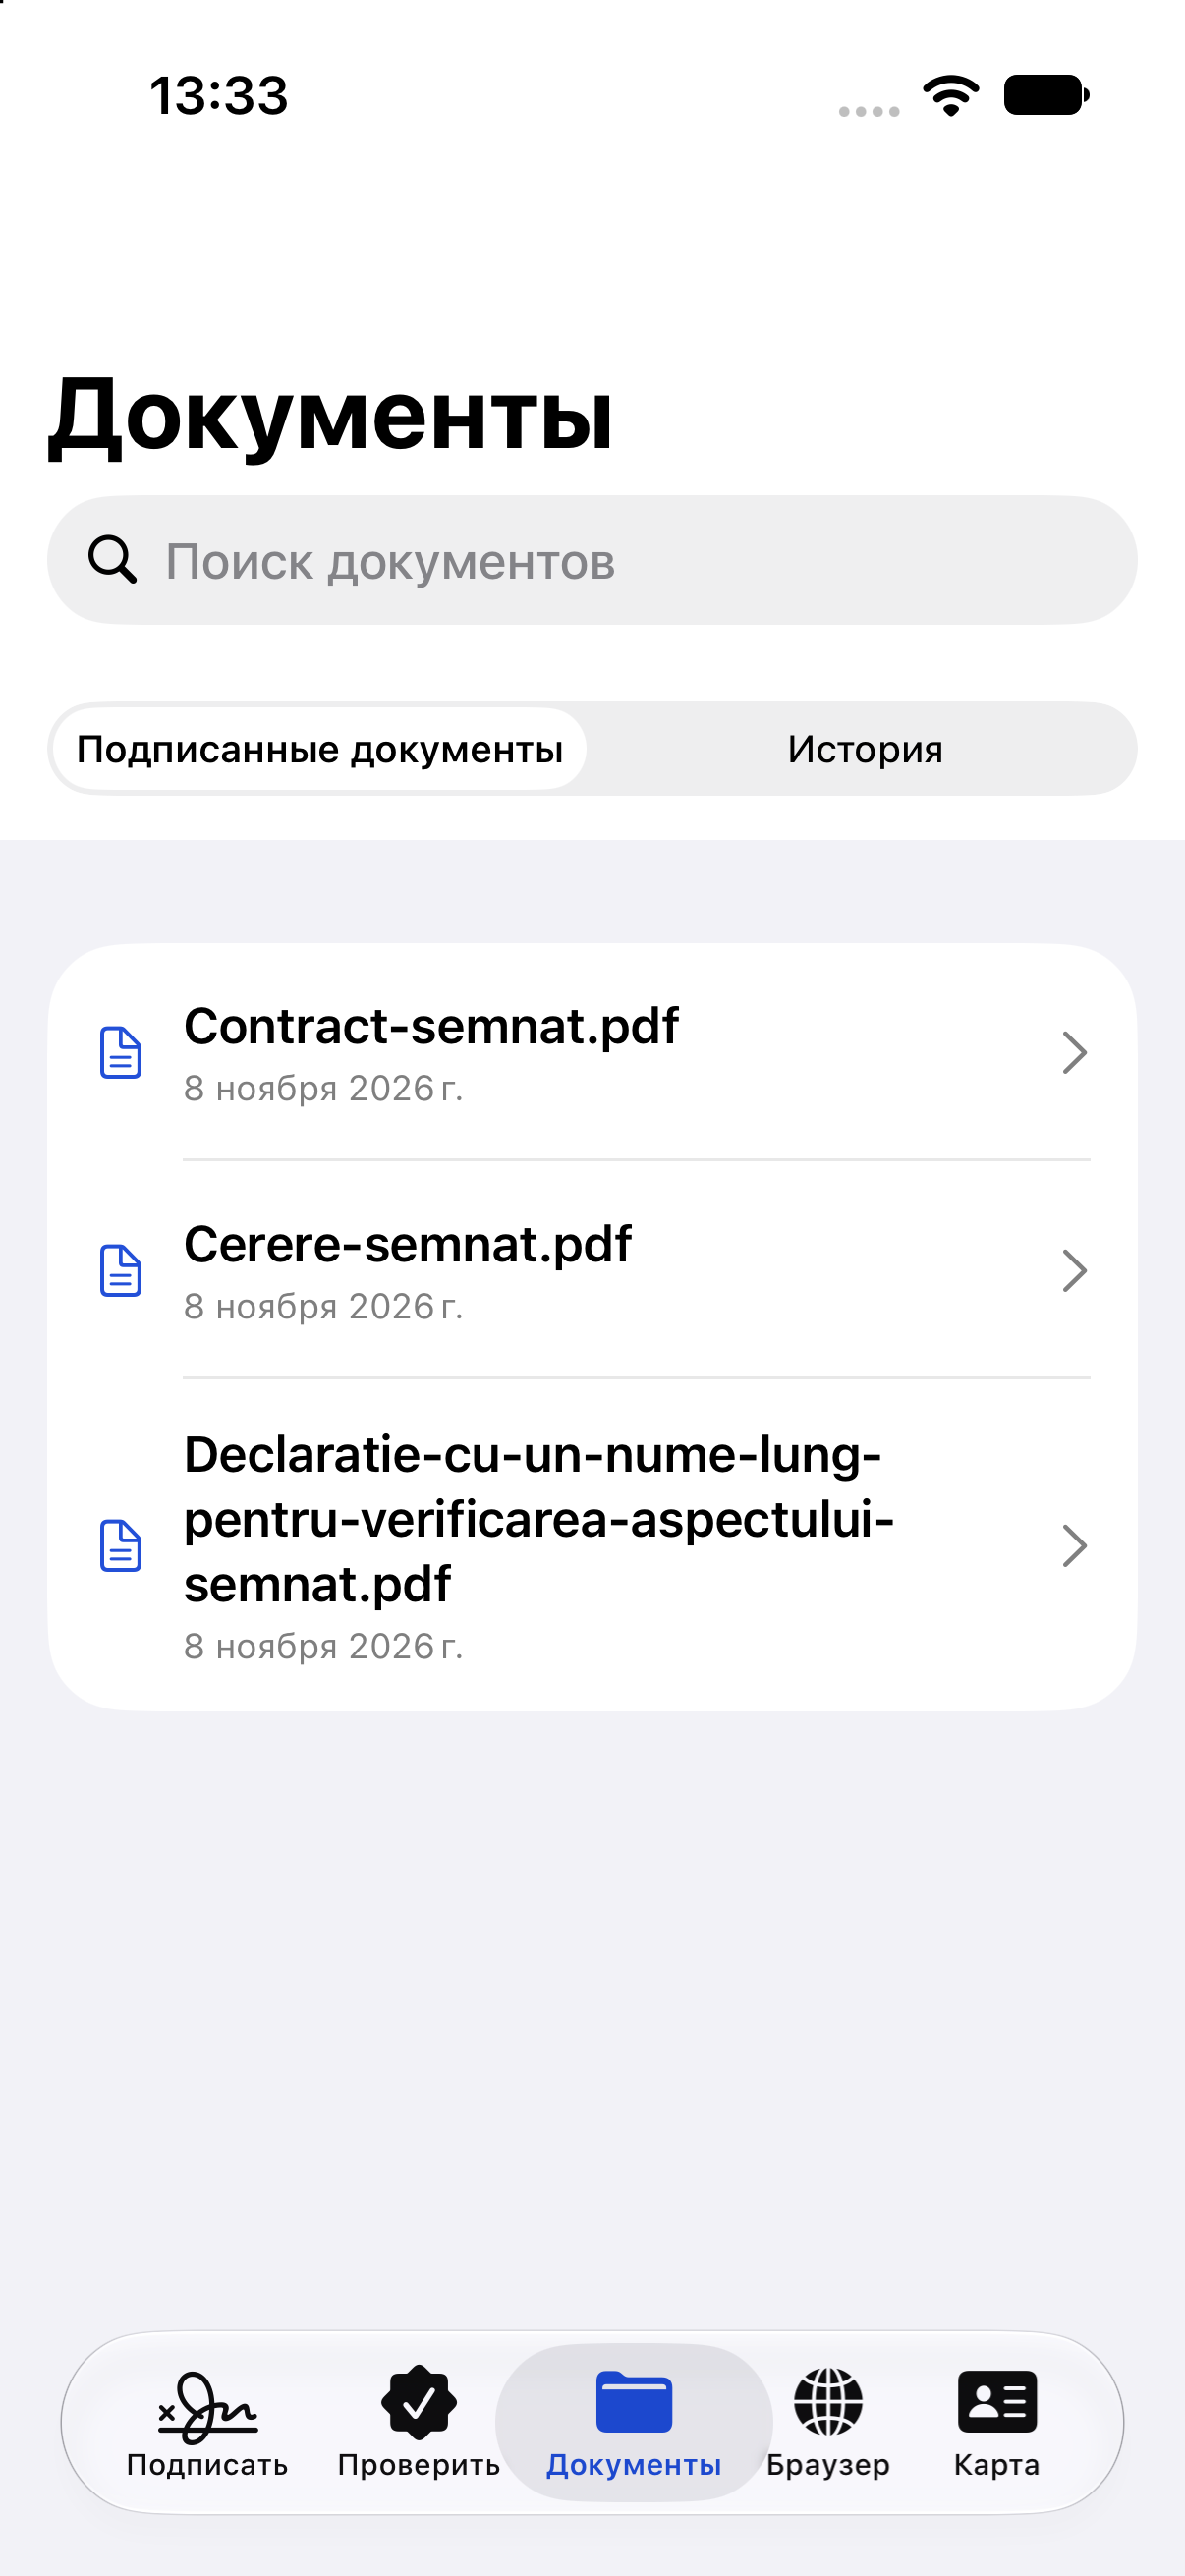 13:33
Документы
Поиск документов
Подписанные документы
История
Contract-semnat.pdf
8 ноября 2026 г.
Cerere-semnat.pdf
8 ноября 2026 г.
Declaratie-cu-un-nume-lung-
pentru-verificarea-aspectului-
semnat.pdf
8 ноября 2026 г.
Подписать
Проверить
Документы
Браузер
Карта